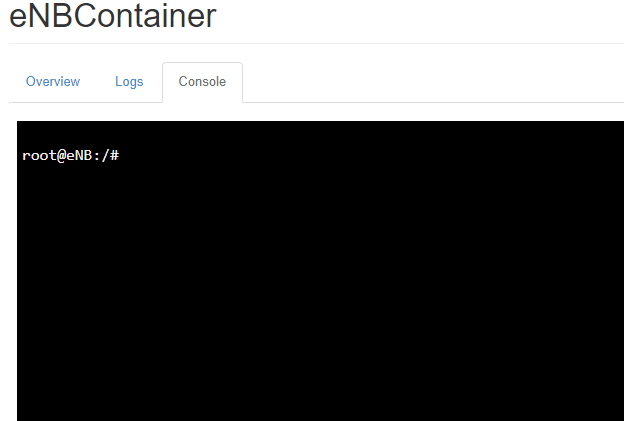 eNBContainer
Overview Logs Console
root@eNB:/#